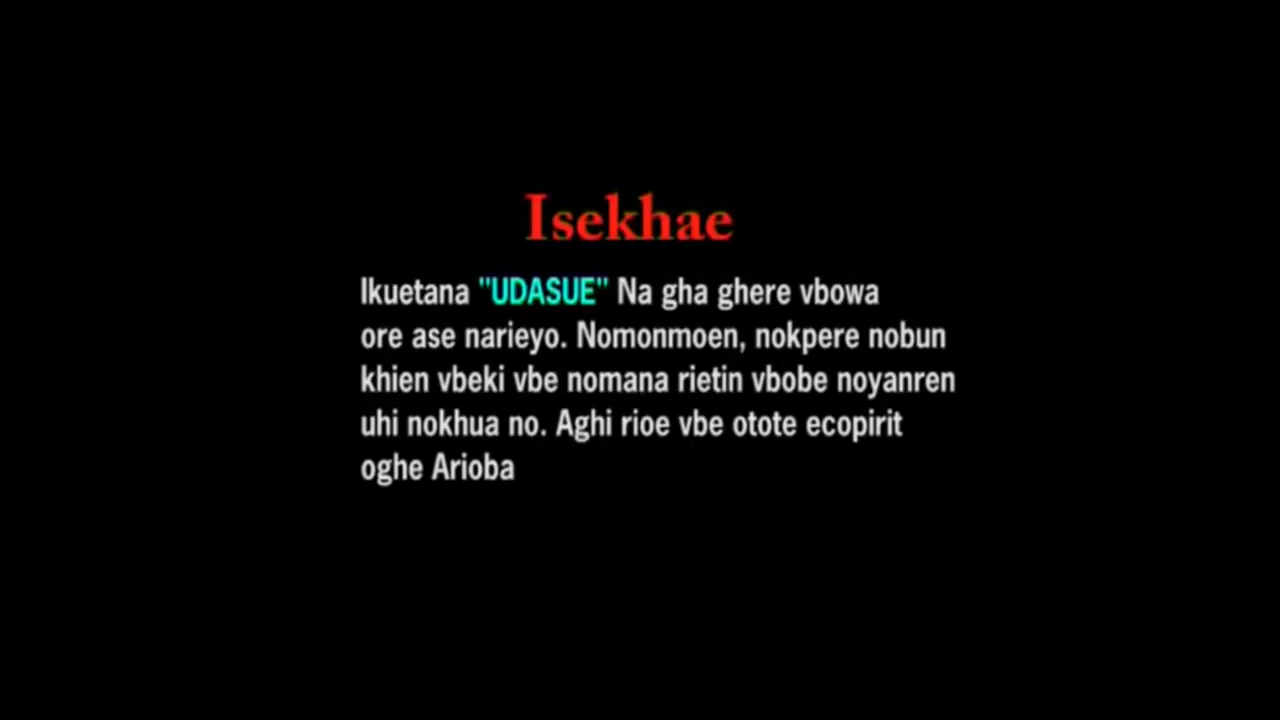 Isekhae
Ikuetana "UDASUE" Na gha ghere vbowa
ore ase narieyo. Nomonmoen, nokpere nobun
khien vbeki vbe nomana rietin vbobe noyanren
uhi nokhua no. Aghi rioe vbe otote ecopirit
oghe Arioba